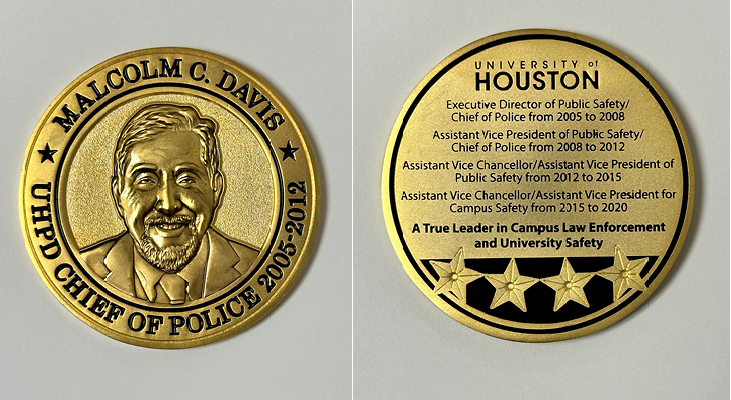 MALCOLM C. DAVIS
UHPD CHIEF OF POLICE 2005-2012
UNIVERSITY of
HOUSTON
Executive Director of Public Safety/
Chief of Police from 2005 to 2008
Assistant Vice President of Public Safety/
Chief of Police from 2008 to 2012
Assistant Vice Chancellor/Assistant Vice President of
Public Safety from 2012 to 2015
Assistant Vice Chancellor/Assistant Vice President for
Campus Safety from 2015 to 2020
A True Leader in Campus Law Enforcement
and University Safety